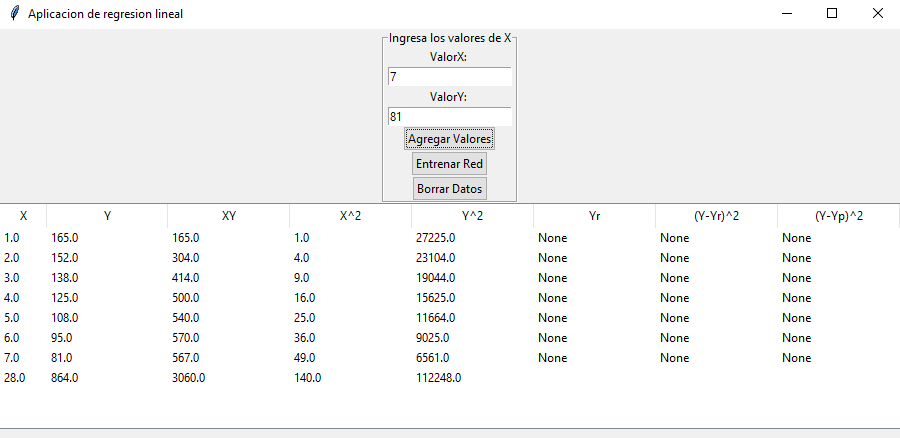 Aplicacion de regresion lineal
Ingresa los valores de X
ValorX:
7
ValorY:
81
Agregar Valores
Entrenar Red
Borrar Datos
X Y XY X^2 Y^2 Yr (Y-Yr)^2 (Y-Yp)^2
1.0 165.0 165.0 1.0 27225.0 None None None
2.0 152.0 304.0 4.0 23104.0 None None None
3.0 138.0 414.0 9.0 19044.0 None None None
4.0 125.0 500.0 16.0 15625.0 None None None
5.0 108.0 540.0 25.0 11664.0 None None None
6.0 95.0 570.0 36.0 9025.0 None None None
7.0 81.0 567.0 49.0 6561.0 None None None
28.0 864.0 3060.0 140.0 112248.0